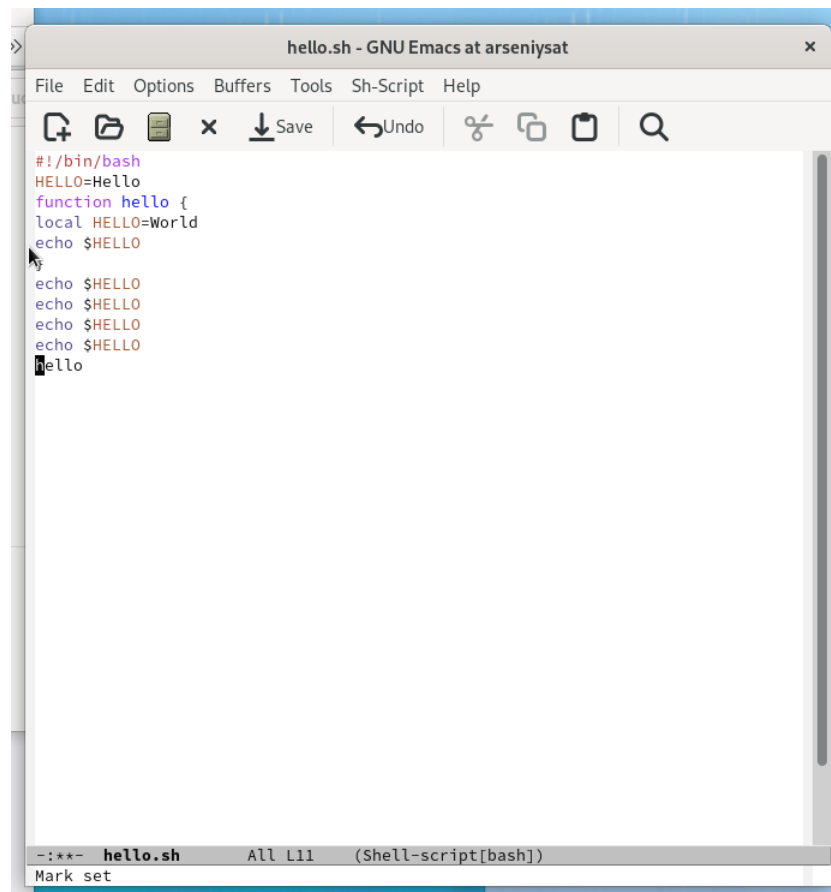 hello.sh - GNU Emacs at arseniysat ×
File Edit Options Buffers Tools Sh-Script Help
Save Undo
#!/bin/bash
HELLO=Hello
function hello {
local HELLO=World
echo $HELLO
}
echo $HELLO
echo $HELLO
echo $HELLO
echo $HELLO
hello
-:**- hello.sh All L11 (Shell-script[bash])
Mark set